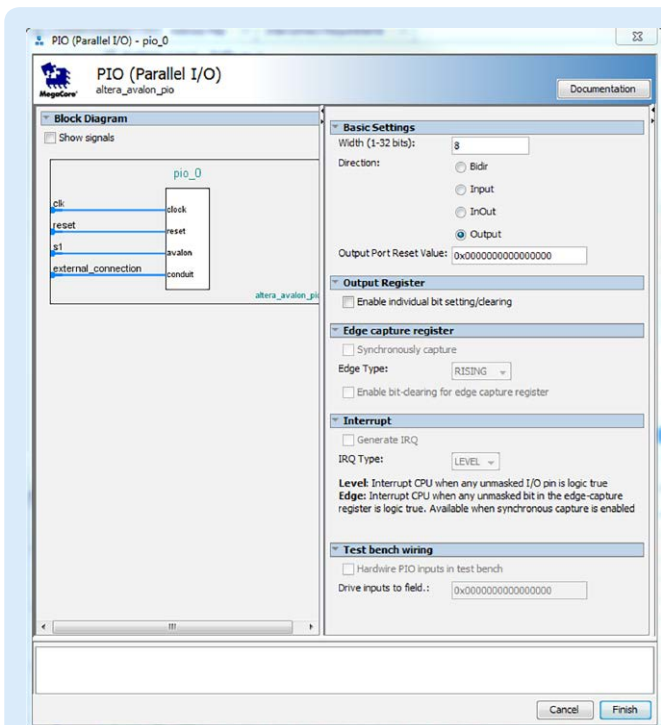 PIO (Parallel I/O) - pio_0
PIO (Parallel I/O)
altera_avalon_pio
MegaCore'
Documentation
Block Diagram
Show signals
pio_0
clk
clock
reset
reset
s1
avalon
external_connection
conduit
altera_avalon_pio
Basic Settings
Width (1-32 bits):
8
Direction:
Bidir
Input
InOut
Output
Output Port Reset Value:
0x0000000000000000
Output Register
Enable individual bit setting/clearing
Edge capture register
Synchronously capture
Edge Type:
RISING
Enable bit-clearing for edge capture register
Interrupt
Generate IRQ
IRQ Type:
LEVEL
Level: Interrupt CPU when any unmasked I/O pin is logic true
Edge: Interrupt CPU when any unmasked bit in the edge-capture
register is logic true. Available when synchronous capture is enabled
Test bench wiring
Hardwire PIO inputs in test bench
Drive inputs to field.:
0x0000000000000000
Cancel
Finish